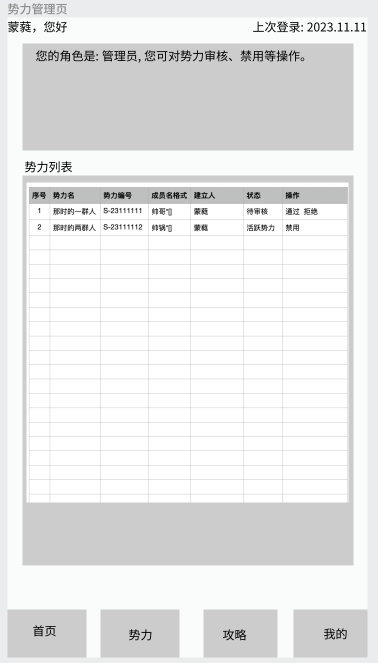 势力管理页
蒙蕤，您好 上次登录: 2023.11.11
您的角色是: 管理员, 您可对势力审核、禁用等操作。
势力列表
序号 势力名 势力编号 成员名格式 建立人 状态 操作
1 那时的一群人 S-23111111 帅哥*[] 蒙蕤 待审核 通过 拒绝
2 那时的两群人 S-23111112 帅锅*[] 蒙蕤 活跃势力 禁用
首页 势力 攻略 我的